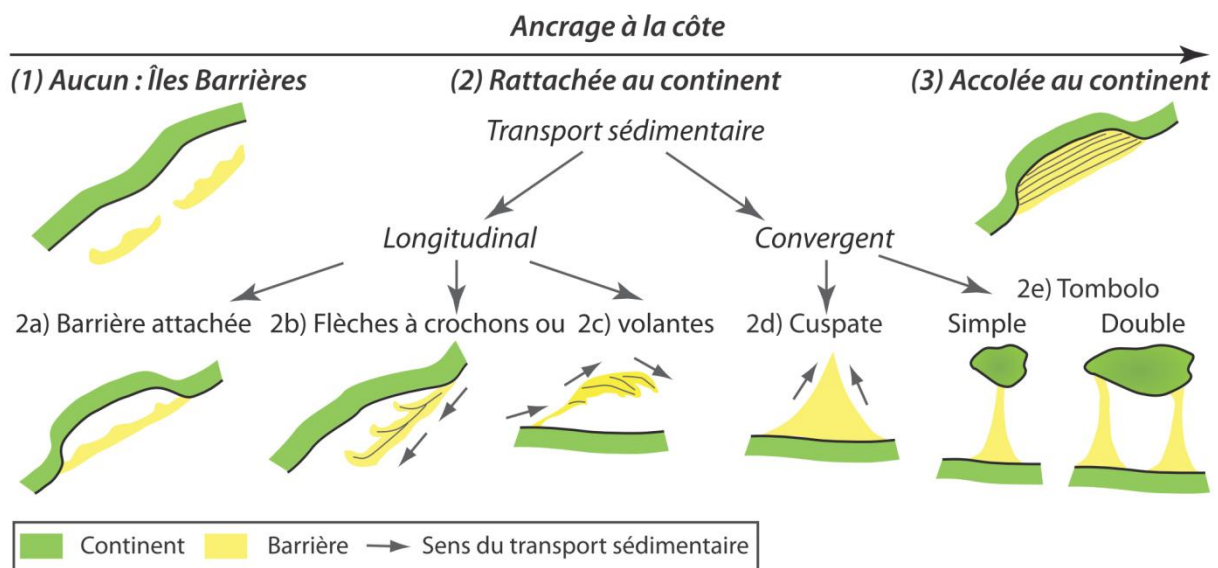 Ancrage à la côte
(1) Aucun : Îles Barrières
(2) Rattachée au continent
(3) Accolée au continent
Transport sédimentaire
Longitudinal
Convergent
2a) Barrière attachée
2b) Flèches à crochons ou
2c) volantes
2d) Cuspate
2e) Tombolo
Simple
Double
Continent
Barrière
Sens du transport sédimentaire